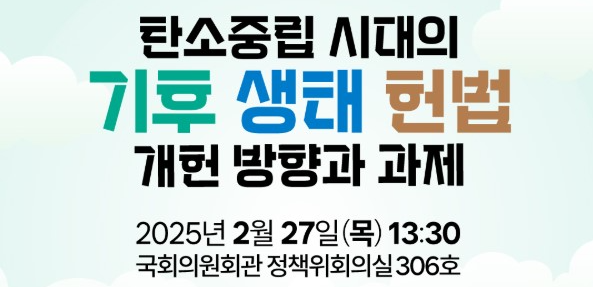 탄소중립 시대의
기후 생태 헌법
개헌 방향과 과제
2025년 2월 27일(목) 13:30
국회의원회관 정책위회의실 306호